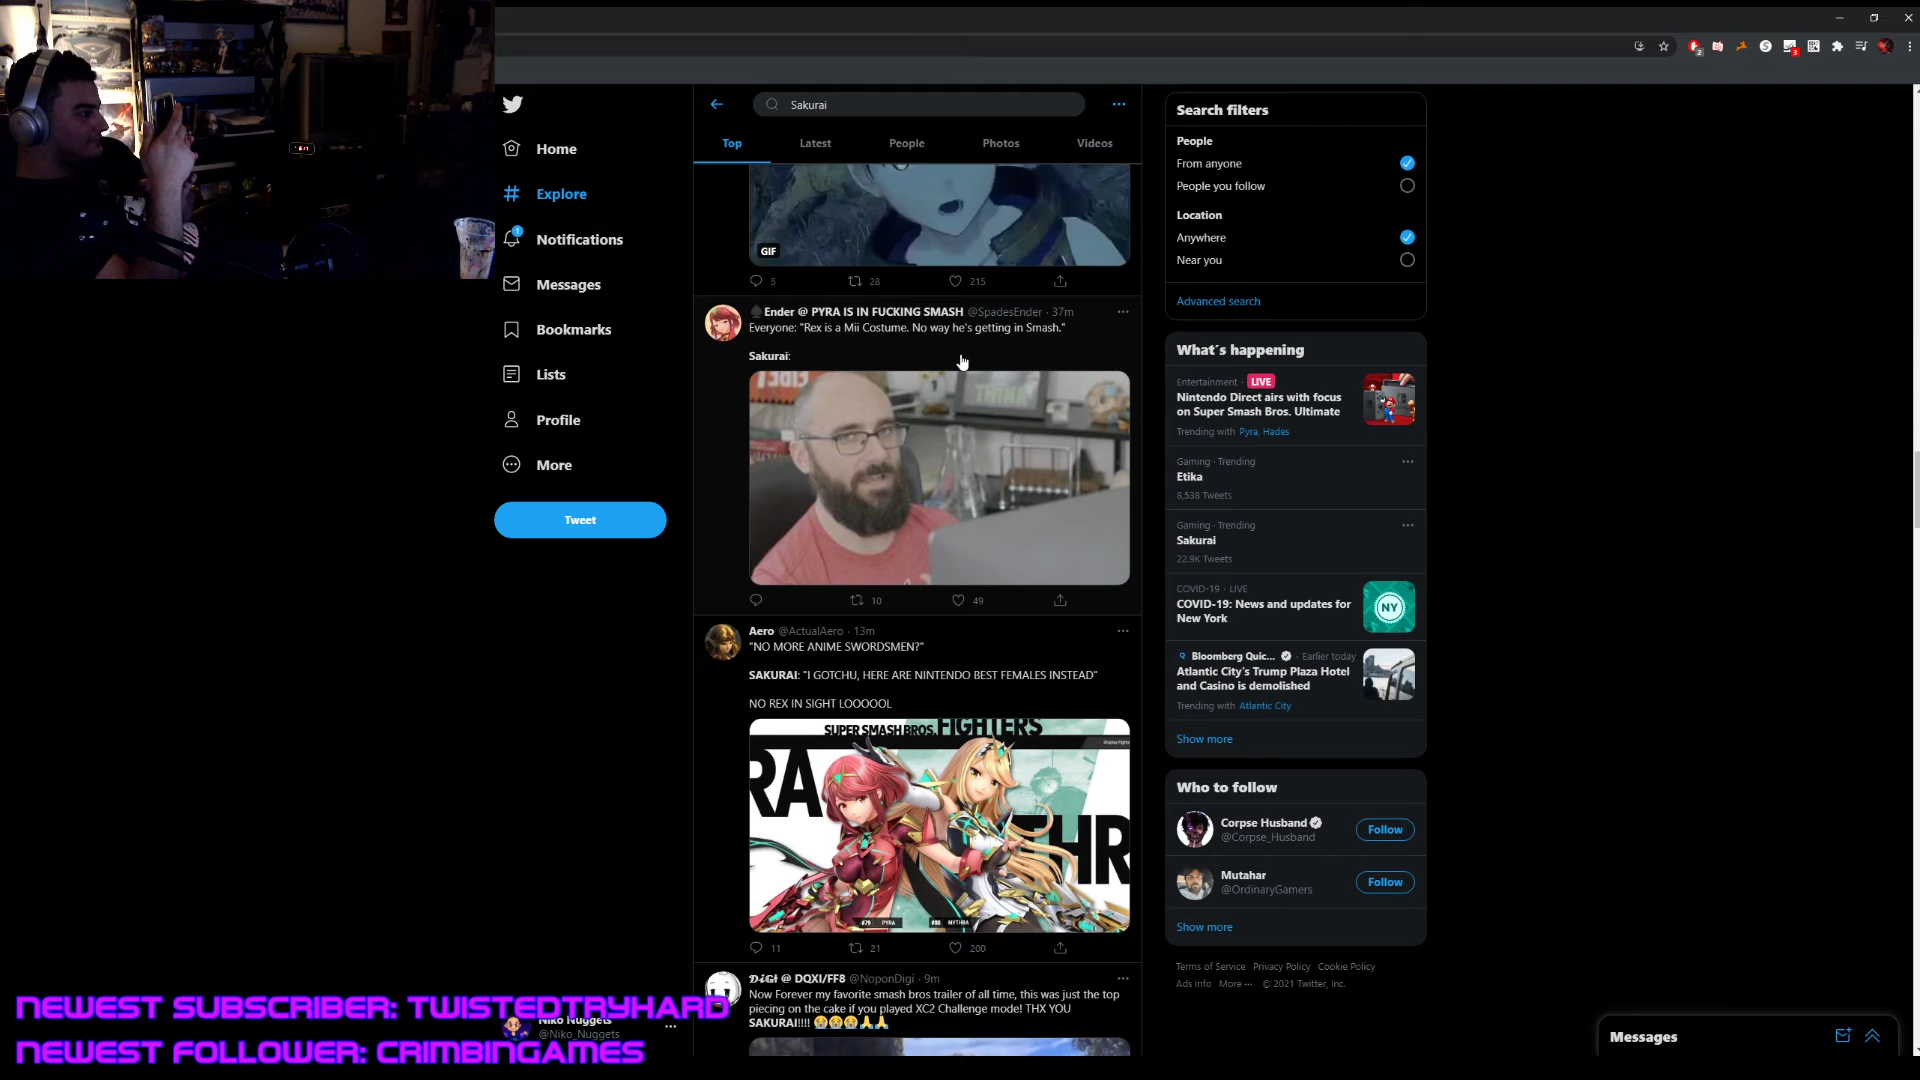 Sakurai
Top
Latest
People
Photos
Videos
Home
Explore
1
Notifications
Messages
Bookmarks
Lists
Profile
More
Tweet
GIF
5
28
215
Ender @ PYRA IS IN FUCKING SMASH @SpadesEnder · 37m
Everyone: "Rex is a Mii Costume. No way he's getting in Smash."
Sakurai:
THINK
10
49
Aero @ActualAero · 13m
"NO MORE ANIME SWORDSMEN?"
SAKURAI: "I GOTCHU, HERE ARE NINTENDO BEST FEMALES INSTEAD"
NO REX IN SIGHT LOOOOOL
SUPER SMASH BROS. FIGHTERS
RA
THR
#79 PYRA
#80 MYTHRA
11
21
200
DiGi @ DQXI/FF8 @NoponDigi · 9m
Now Forever my favorite smash bros trailer of all time, this was just the top
piecing on the cake if you played XC2 Challenge mode! THX YOU
SAKURAI!!!! 😭😭😭🙏🙏
Search filters
People
From anyone
People you follow
Location
Anywhere
Near you
Advanced search
What's happening
Entertainment · LIVE
Nintendo Direct airs with focus
on Super Smash Bros. Ultimate
Trending with Pyra, Hades
Gaming · Trending
Etika
8,538 Tweets
Gaming · Trending
Sakurai
22.9K Tweets
COVID-19 · LIVE
COVID-19: News and updates for
New York
NY
Bloomberg Quic... · Earlier today
Atlantic City's Trump Plaza Hotel
and Casino is demolished
Trending with Atlantic City
Show more
Who to follow
Corpse Husband
@Corpse_Husband
Follow
Mutahar
@OrdinaryGamers
Follow
Show more
Terms of Service Privacy Policy Cookie Policy
Ads info More ··· © 2021 Twitter, Inc.
Messages
NEWEST SUBSCRIBER: TWISTEDTRYHARD
Niko Nuggets
@Niko_Nuggets
NEWEST FOLLOWER: CRIMBINGAMES